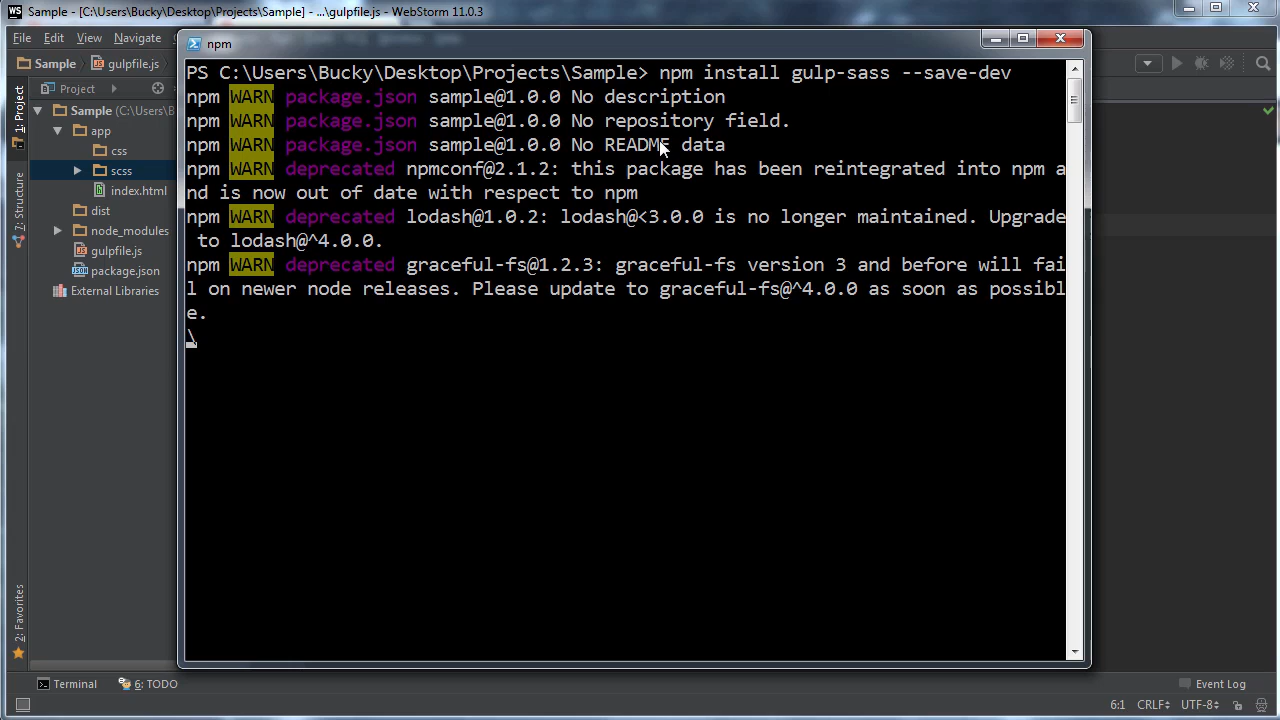 WS Sample - [C:\Users\Bucky\Desktop\Projects\Sample] - ...\gulpfile.js - WebStorm 11.0.3
File Edit View Navigate
Sample gulpfile.js
Project
1: Project
7: Structure
2: Favorites
Sample (C:\Users\B
app
css
scss
index.html
dist
node_modules
gulpfile.js
package.json
External Libraries
npm
PS C:\Users\Bucky\Desktop\Projects\Sample> npm install gulp-sass --save-dev
npm WARN package.json sample@1.0.0 No description
npm WARN package.json sample@1.0.0 No repository field.
npm WARN package.json sample@1.0.0 No README data
npm WARN deprecated npmconf@2.1.2: this package has been reintegrated into npm a
nd is now out of date with respect to npm
npm WARN deprecated lodash@1.0.2: lodash@<3.0.0 is no longer maintained. Upgrade
to lodash@^4.0.0.
npm WARN deprecated graceful-fs@1.2.3: graceful-fs version 3 and before will fai
l on newer node releases. Please update to graceful-fs@^4.0.0 as soon as possibl
e.
\
Terminal 6: TODO Event Log
6:1 CRLF÷ UTF-8÷